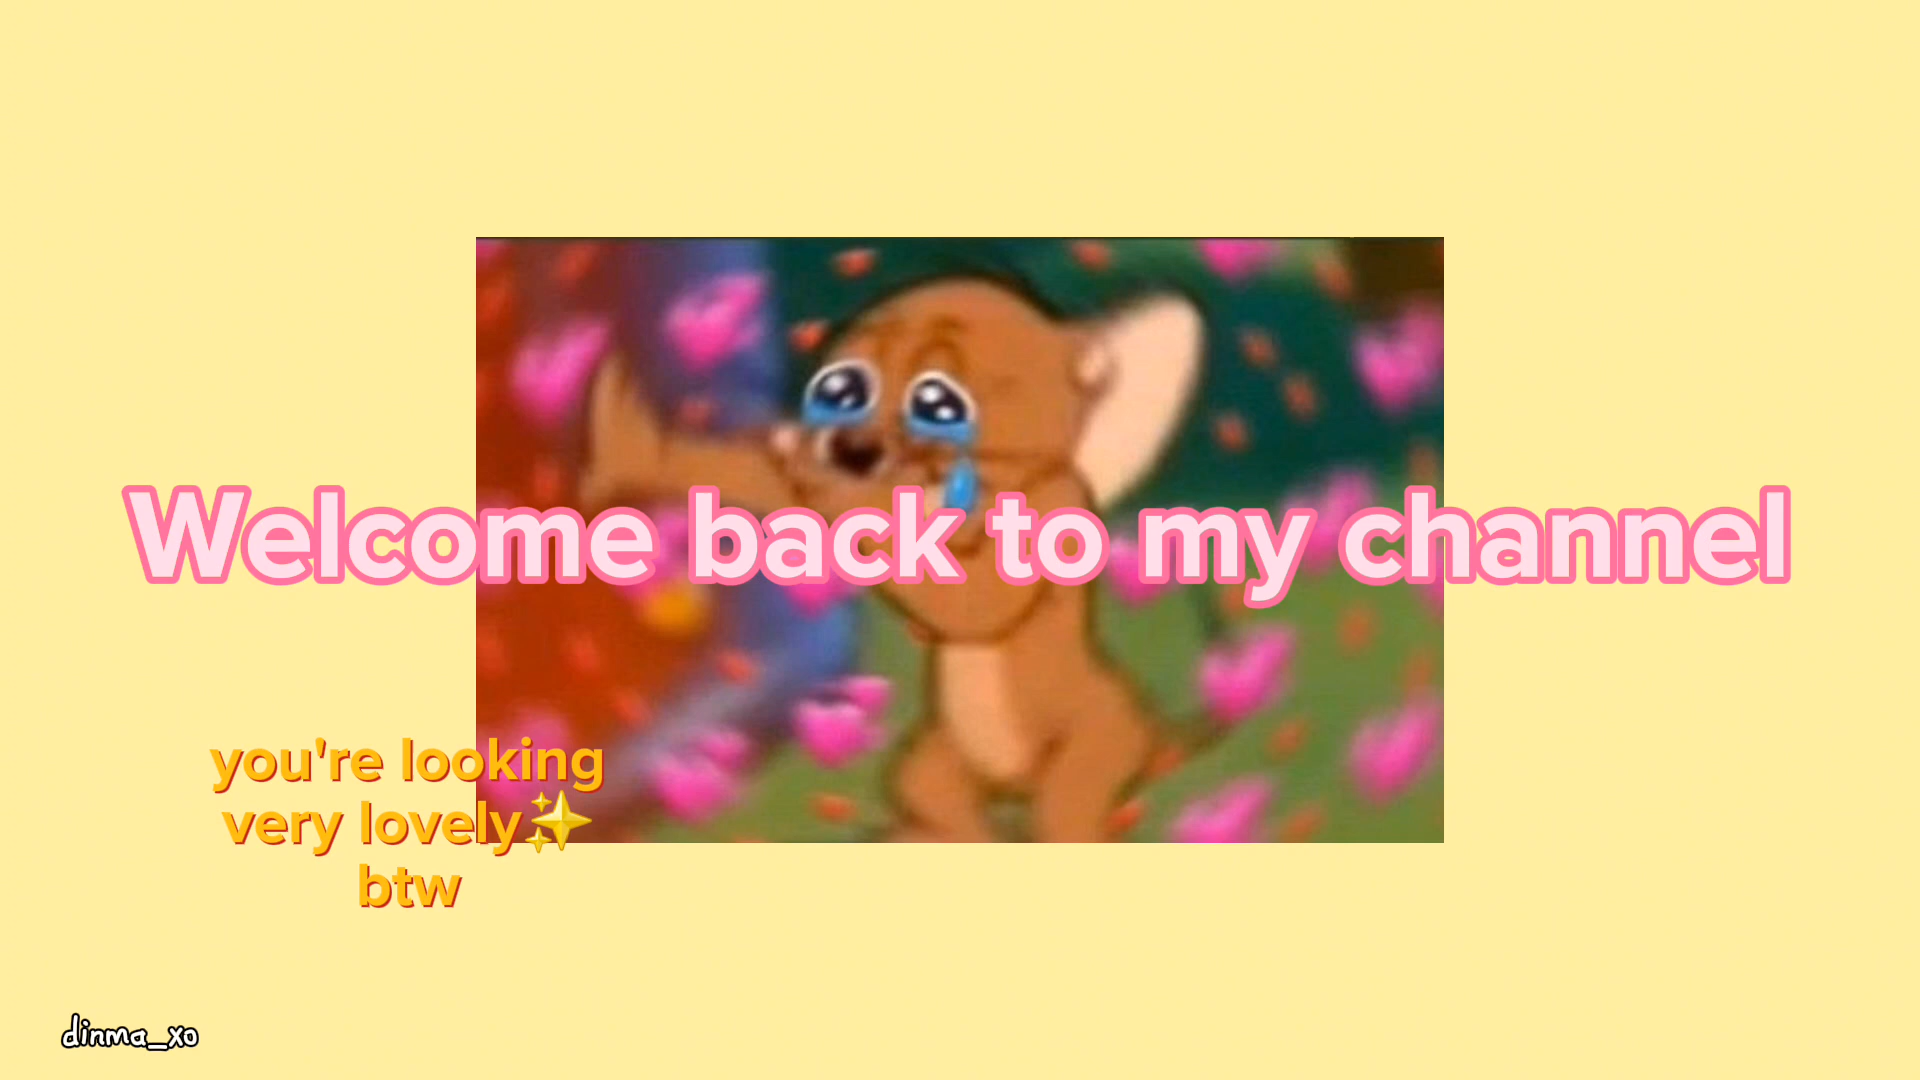 Welcome back to my channel
you're looking
very lovely✨
btw
dinma_xo